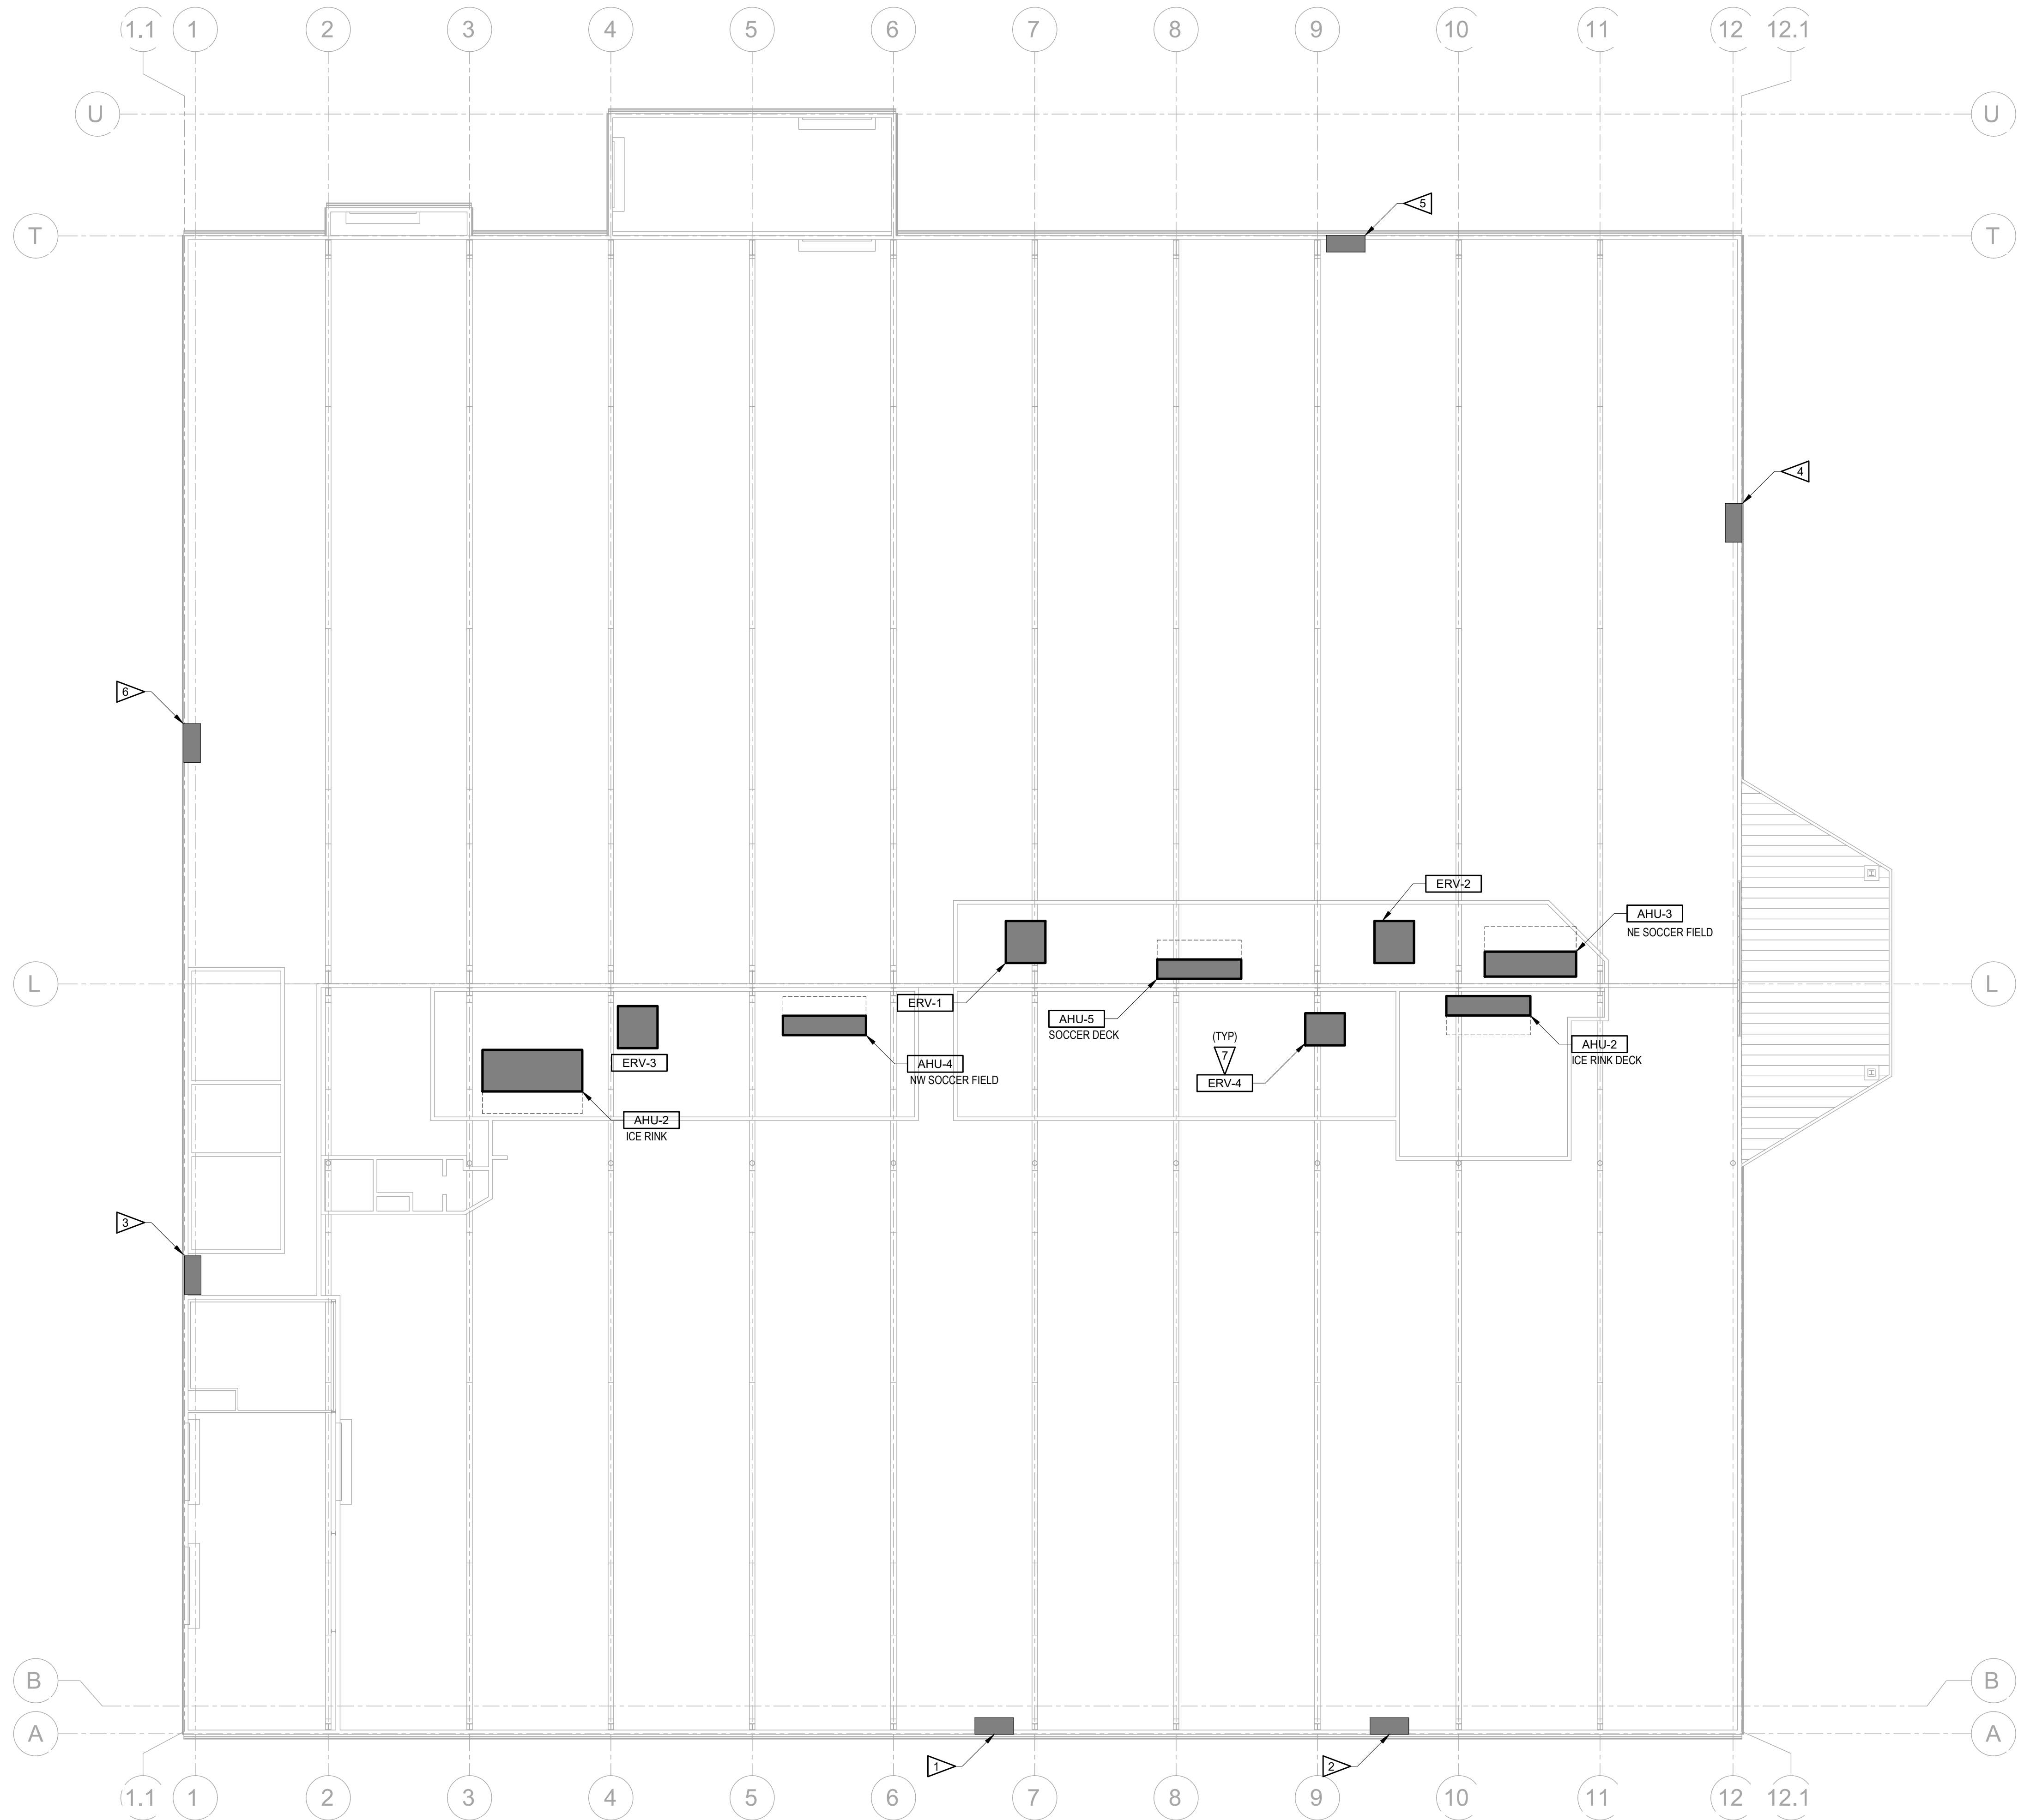 1.1 1 2 3 4 5 6 7 8 9 10 11 12 12.1
U U
5
T T
4
6
ERV-2
AHU-3
NE SOCCER FIELD
L L
ERV-1
AHU-5
SOCCER DECK
(TYP)
7
ERV-4
AHU-2
ICE RINK DECK
ERV-3
AHU-4
NW SOCCER FIELD
AHU-2
ICE RINK
3
B B
A A
1
2
1.1 1 2 3 4 5 6 7 8 9 10 11 12 12.1